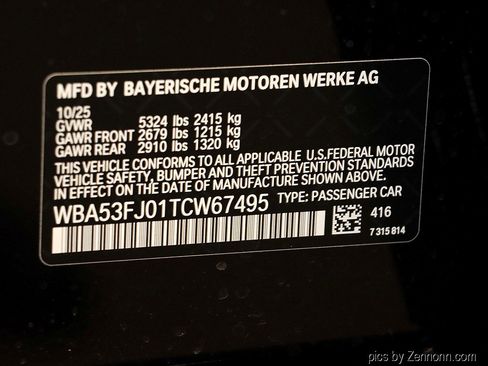 MFD BY BAYERISCHE MOTOREN WERKE AG
10/25
GVWR 5324 lbs 2415 kg
GAWR FRONT 2679 lbs 1215 kg
GAWR REAR 2910 lbs 1320 kg
THIS VEHICLE CONFORMS TO ALL APPLICABLE U.S.FEDERAL MOTOR
VEHICLE SAFETY, BUMPER AND THEFT PREVENTION STANDARDS
IN EFFECT ON THE DATE OF MANUFACTURE SHOWN ABOVE.
WBA53FJ01TCW67495 TYPE: PASSENGER CAR
416
7 315 814
pics by Zennonn.com